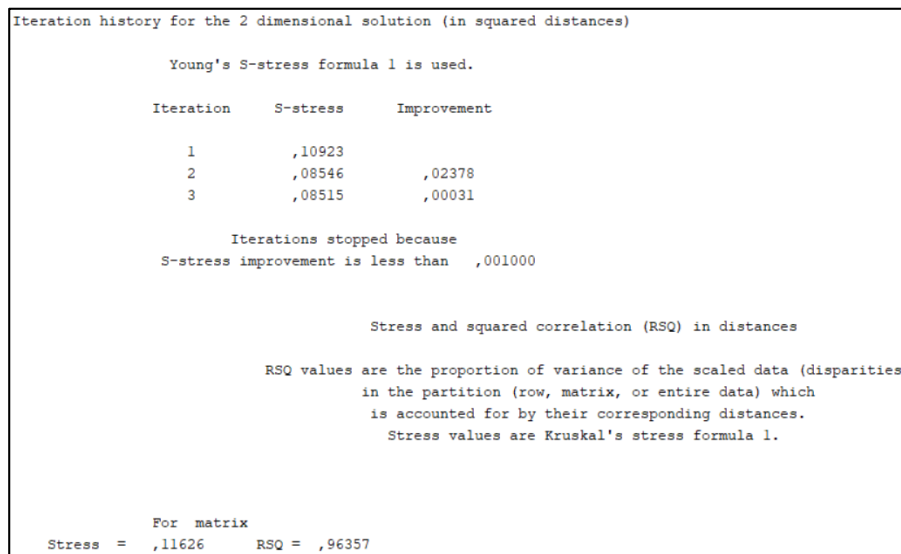 Iteration history for the 2 dimensional solution (in squared distances)
Young's S-stress formula 1 is used.
Iteration S-stress Improvement
1 ,10923
2 ,08546 ,02378
3 ,08515 ,00031
Iterations stopped because
S-stress improvement is less than ,001000
Stress and squared correlation (RSQ) in distances
RSQ values are the proportion of variance of the scaled data (disparities
in the partition (row, matrix, or entire data) which
is accounted for by their corresponding distances.
Stress values are Kruskal's stress formula 1.
For matrix
Stress = ,11626 RSQ = ,96357